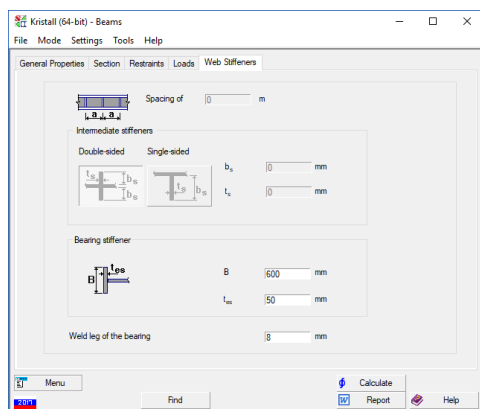 Kristall (64-bit) - Beams
File Mode Settings Tools Help
General Properties Section Restraints Loads Web Stiffeners
Spacing of 0 m
a a
Intermediate stiffeners
Double-sided Single-sided
bs 0 mm
ts bs bs ts bs
ts 0 mm
Bearing stiffener
B tes
B 600 mm
tes 50 mm
Weld leg of the bearing 8 mm
Menu Calculate
2017 Find Report Help